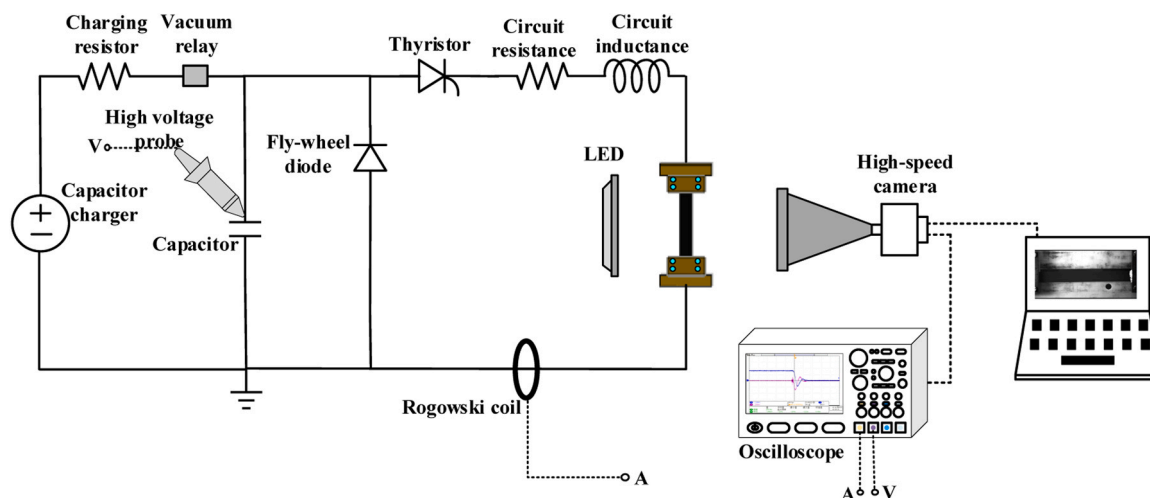 Charging
resistor
Vacuum
relay
Thyristor
Circuit
resistance
Circuit
inductance
High voltage
probe
V
Fly-wheel
diode
LED
High-speed
camera
Capacitor
charger
Capacitor
Rogowski coil
A
Oscilloscope
A
V